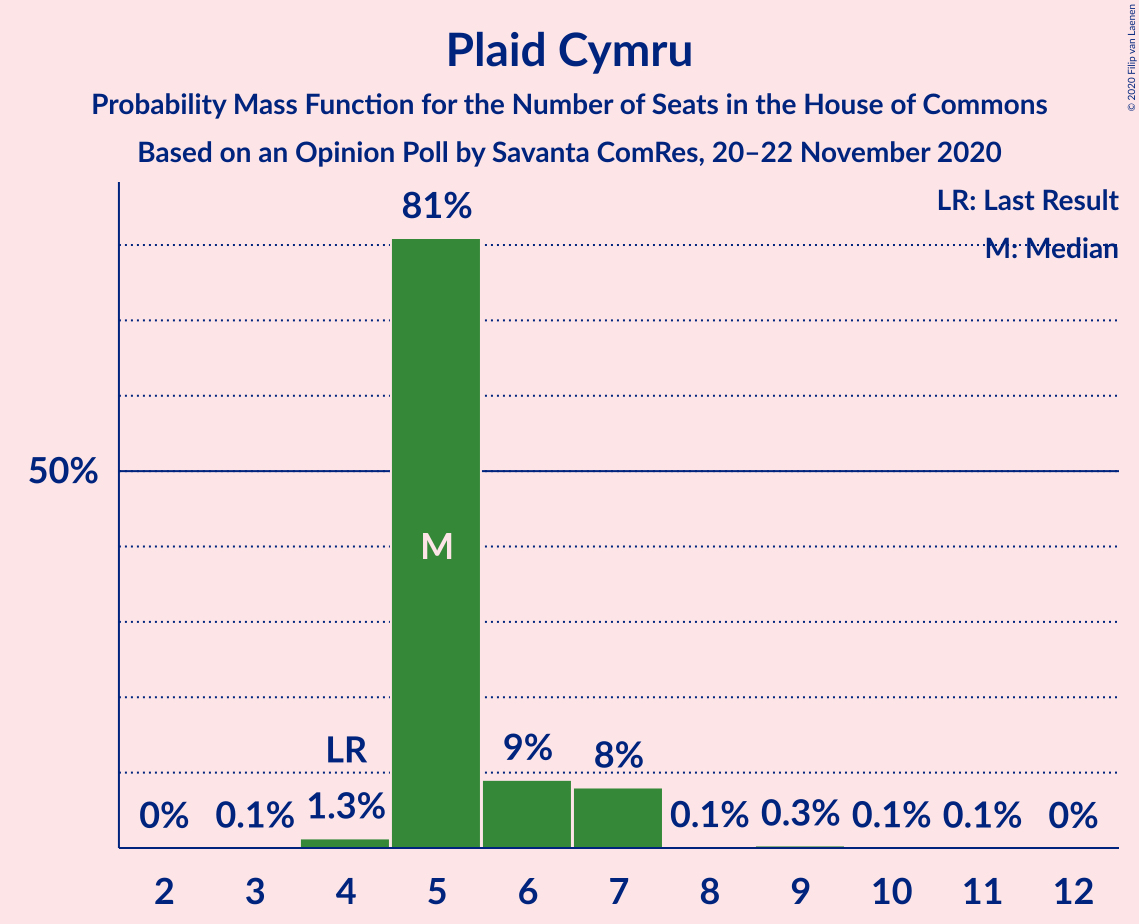 Plaid Cymru
Probability Mass Function for the Number of Seats in the House of Commons
Based on an Opinion Poll by Savanta ComRes, 20–22 November 2020
© 2020 Filip van Laenen
LR: Last Result
M: Median
81%
50%
M
LR
9%
8%
0%
0.1%
1.3%
0.1%
0.3%
0.1%
0.1%
0%
2 3 4 5 6 7 8 9 10 11 12